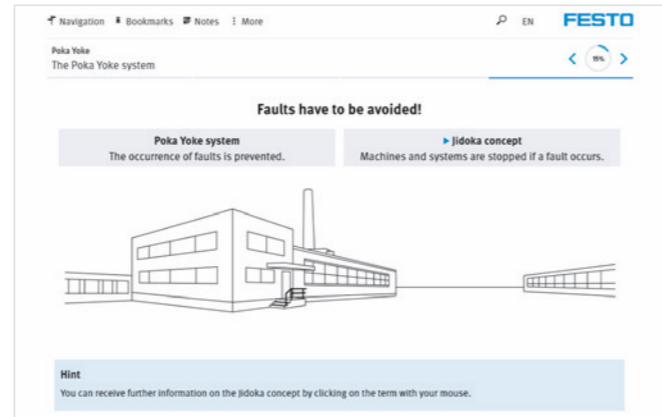 Navigation Bookmarks Notes More EN FESTO
Poka Yoke
The Poka Yoke system
15%
Faults have to be avoided!
Poka Yoke system
The occurrence of faults is prevented.
Jidoka concept
Machines and systems are stopped if a fault occurs.
Hint
You can receive further information on the Jidoka concept by clicking on the term with your mouse.